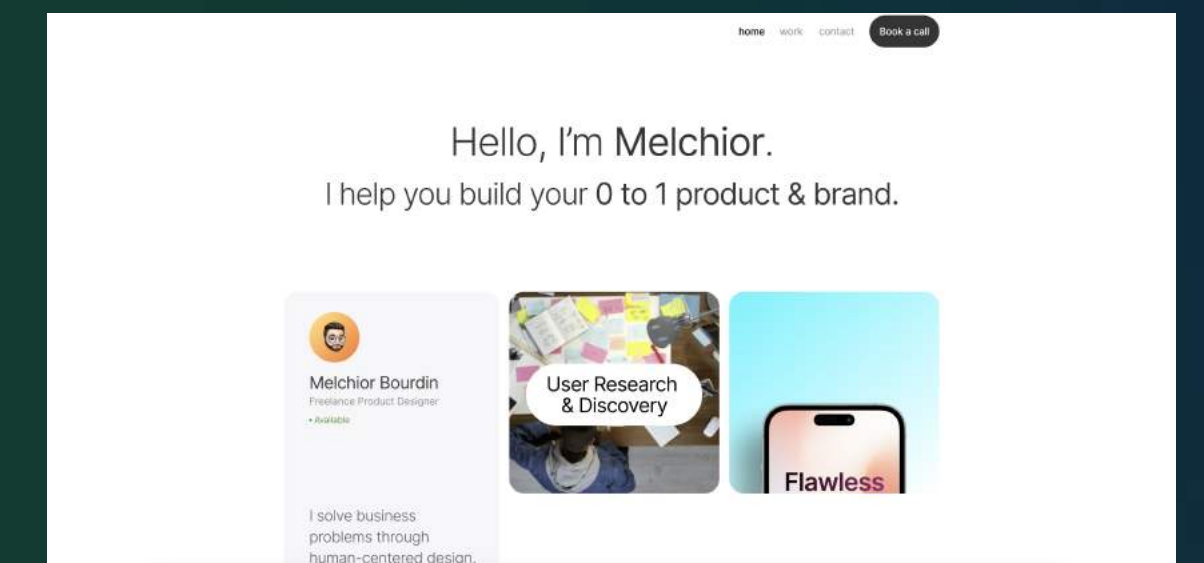 home work contact Book a call
Hello, I'm Melchior.
I help you build your 0 to 1 product & brand.
Melchior Bourdin
Freelance Product Designer
• Available
I solve business
problems through
human-centered design.
User Research
& Discovery
Flawless